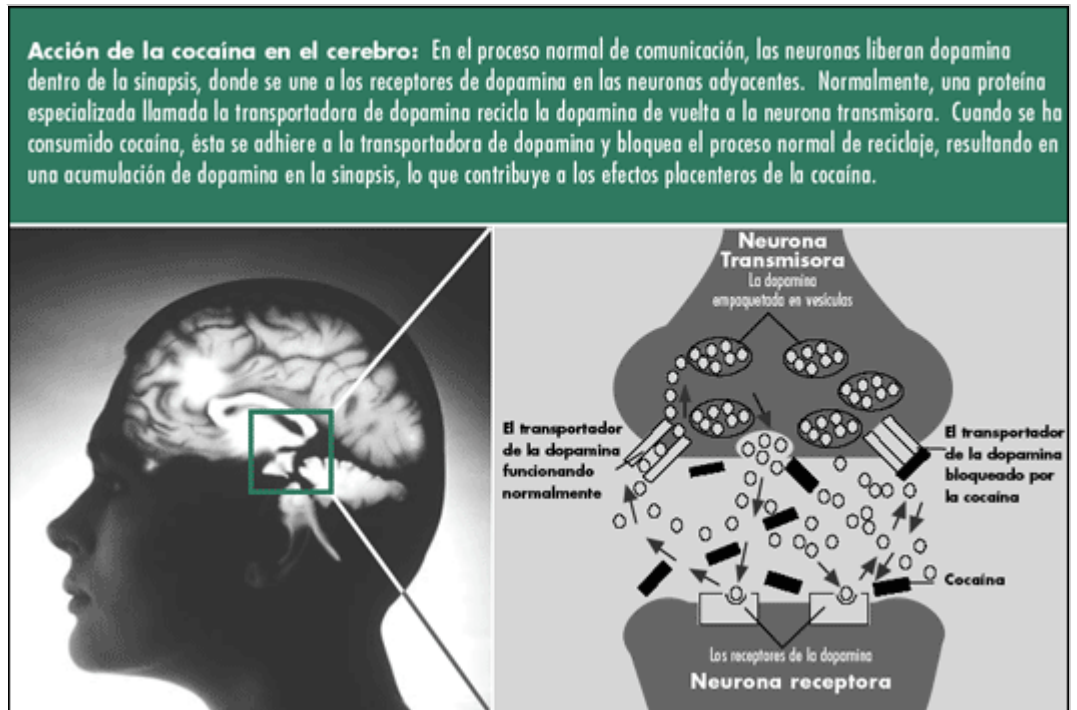 Acción de la cocaína en el cerebro: En el proceso normal de comunicación, las neuronas liberan dopamina
dentro de la sinapsis, donde se une a los receptores de dopamina en las neuronas adyacentes. Normalmente, una proteína
especializada llamada la transportadora de dopamina recicla la dopamina de vuelta a la neurona transmisora. Cuando se ha
consumido cocaína, ésta se adhiere a la transportadora de dopamina y bloquea el proceso normal de reciclaje, resultando en
una acumulación de dopamina en la sinapsis, lo que contribuye a los efectos placenteros de la cocaína.
Neurona
Transmisora
La dopamina
empaquetada en vesículas
El transportador
de la dopamina
funcionando
normalmente
El transportador
de la dopamina
bloqueado por
la cocaína
Cocaína
Los receptores de la dopamina
Neurona receptora